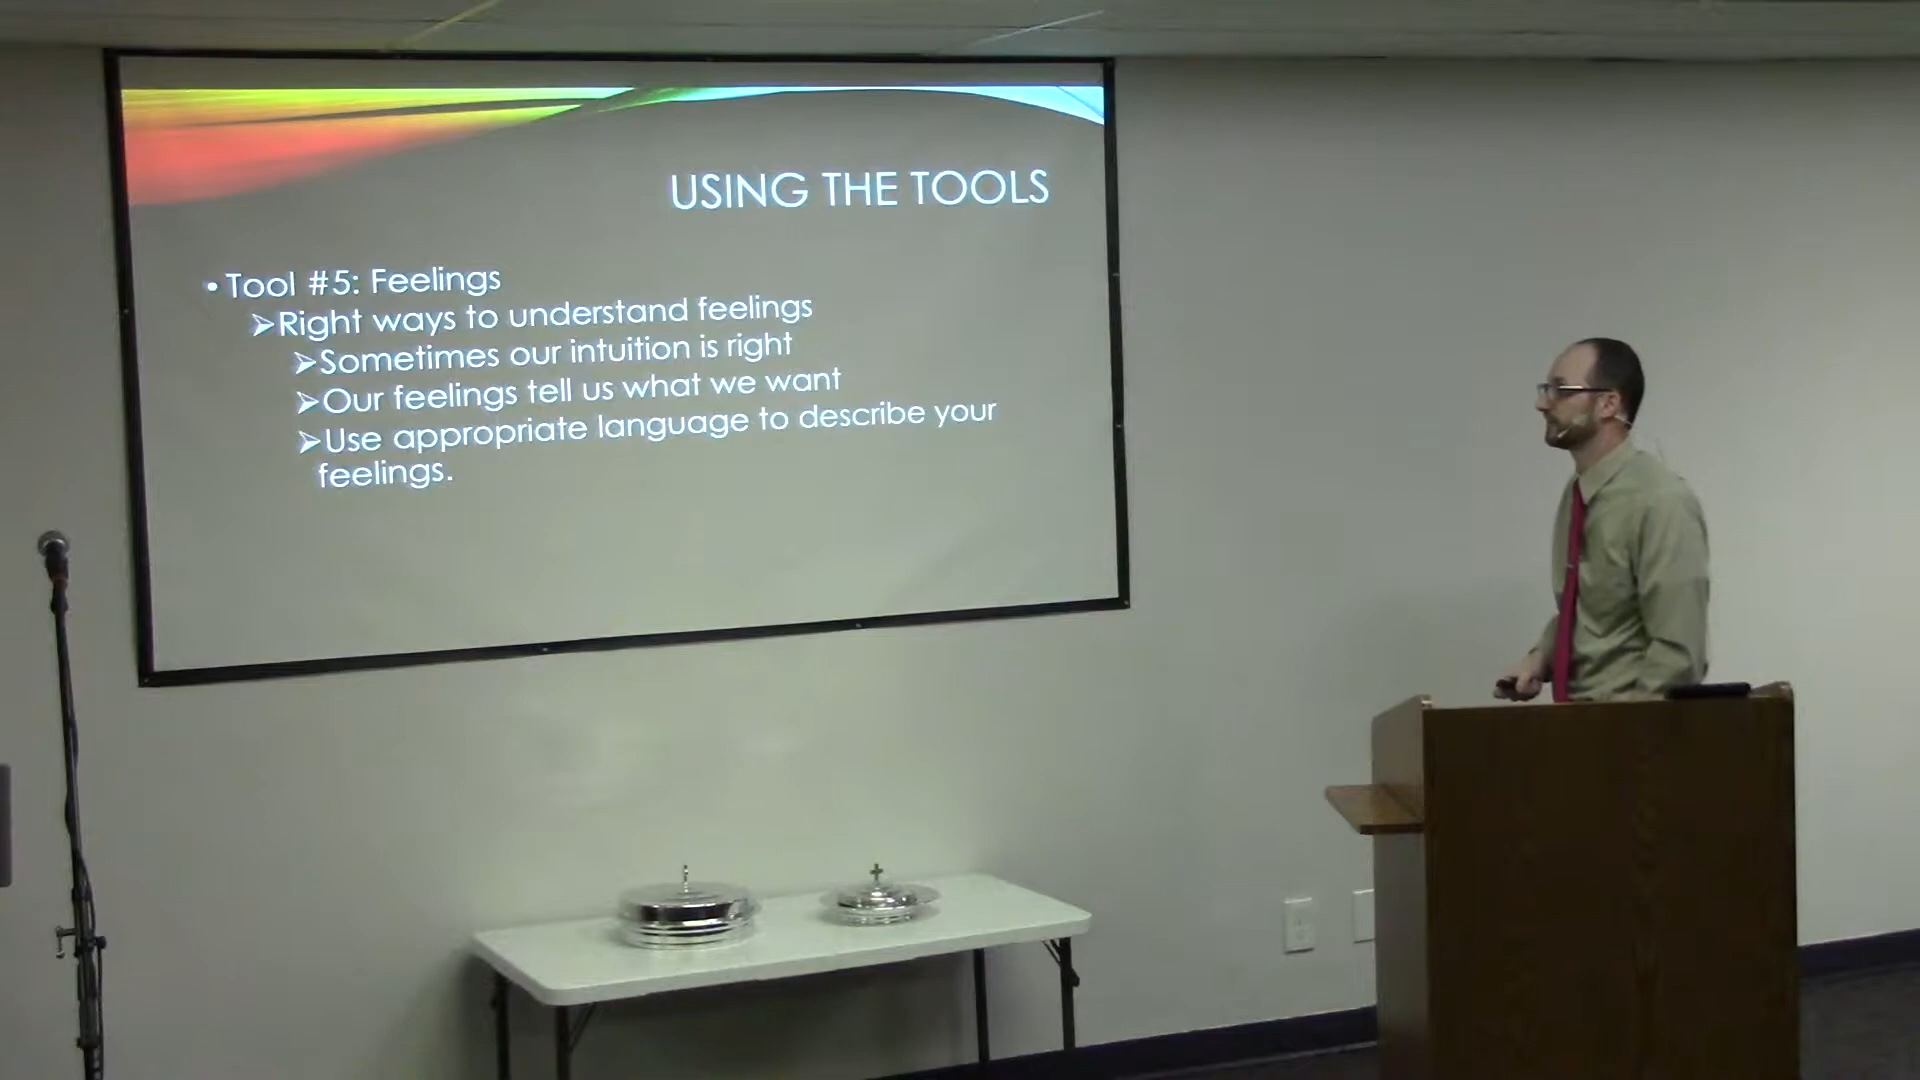 USING THE TOOLS
• Tool #5: Feelings
➢Right ways to understand feelings
➢Sometimes our intuition is right
➢Our feelings tell us what we want
➢Use appropriate language to describe your
feelings.